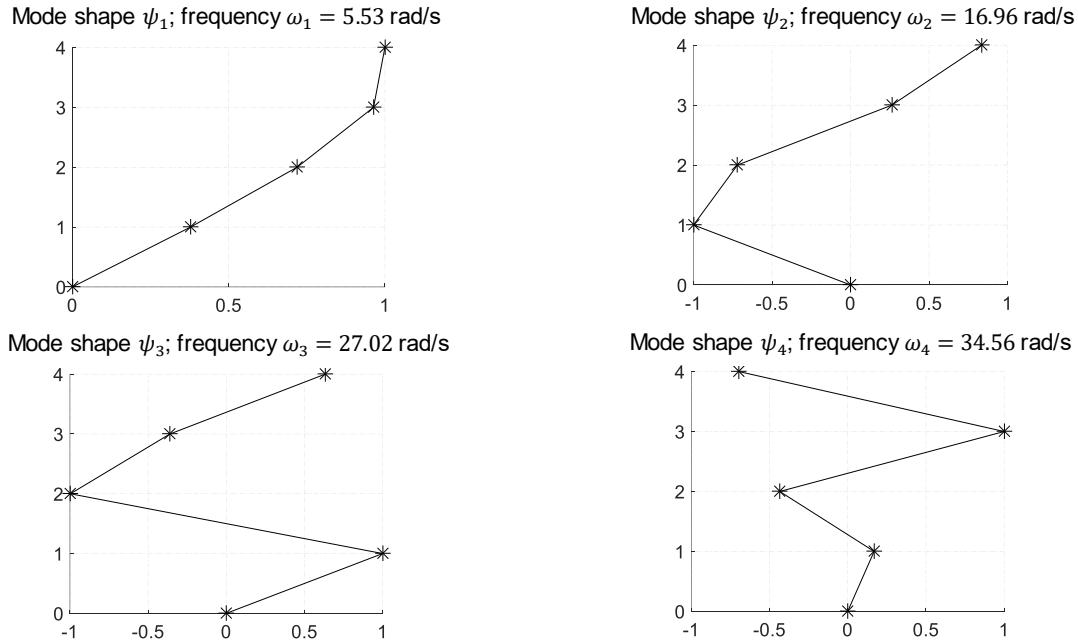 Mode shape ψ₁; frequency ω₁ = 5.53 rad/s
4
3
2
1
0
0 0.5 1
Mode shape ψ₂; frequency ω₂ = 16.96 rad/s
4
3
2
1
0
-1 -0.5 0 0.5 1
Mode shape ψ₃; frequency ω₃ = 27.02 rad/s
4
3
2
1
0
-1 -0.5 0 0.5 1
Mode shape ψ₄; frequency ω₄ = 34.56 rad/s
4
3
2
1
0
-1 -0.5 0 0.5 1